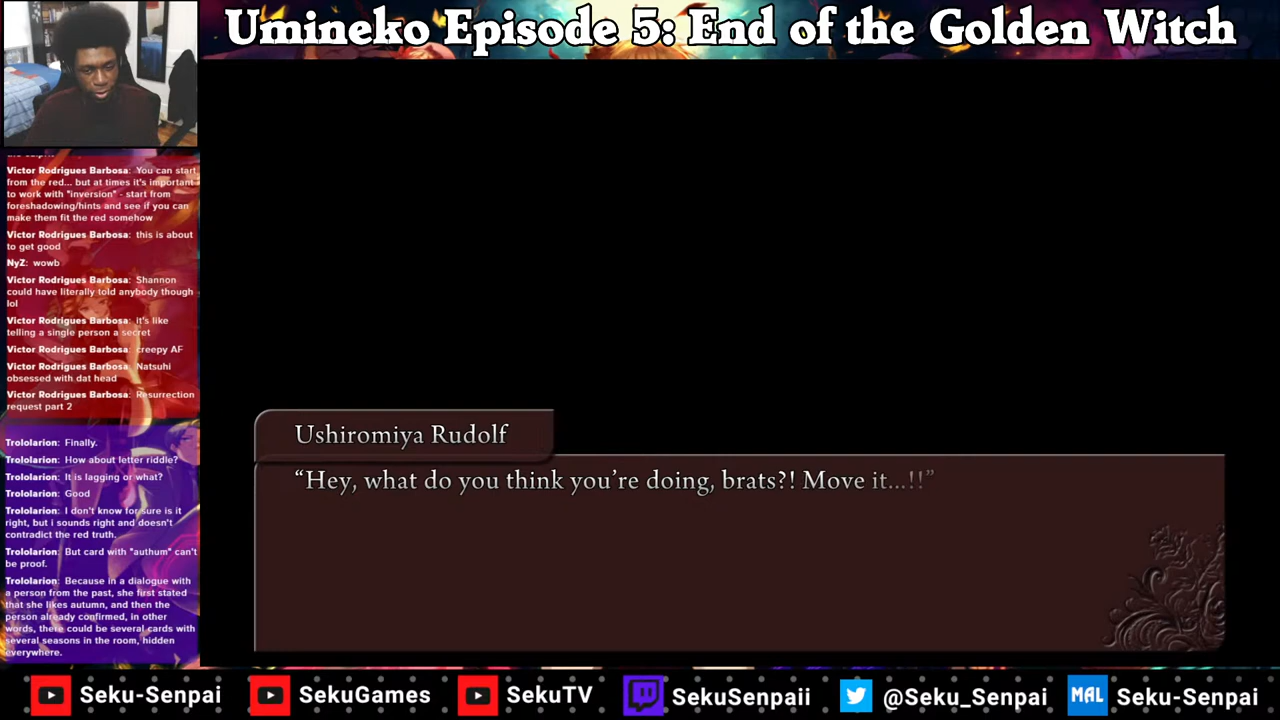 Umineko Episode 5: End of the Golden Witch
Victor Rodrigues Barbosa: You can start
from the red... but at times it's important
to work with "inversion" - start from
foreshadowing/hints and see if you can
make them fit the red somehow
Victor Rodrigues Barbosa: this is about
to get good
NyZ: wowb
Victor Rodrigues Barbosa: Shannon
could have literally told anybody though
lol
Victor Rodrigues Barbosa: it's like
telling a single person a secret
Victor Rodrigues Barbosa: creepy AF
Victor Rodrigues Barbosa: Natsuhi
obsessed with dat head
Victor Rodrigues Barbosa: Resurrection
request part 2
Trololarion: Finally.
Trololarion: How about letter riddle?
Trololarion: It is lagging or what?
Trololarion: Good
Trololarion: I don't know for sure is it
right, but i sounds right and doesn't
contradict the red truth.
Trololarion: But card with "authum" can't
be proof.
Trololarion: Because in a dialogue with
a person from the past, she first stated
that she likes autumn, and then the
person already confirmed, in other
words, there could be several cards with
several seasons in the room, hidden
everywhere.
Ushiromiya Rudolf
“Hey, what do you think you’re doing, brats?! Move it...!!”
Seku-Senpai
SekuGames
SekuTV
SekuSenpaii
@Seku_Senpai
MAL
Seku-Senpai